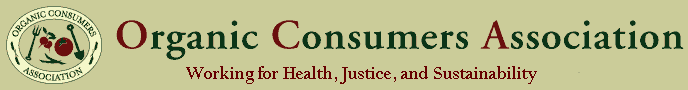 ORGANIC CONSUMERS
ASSOCIATION
Organic Consumers Association
Working for Health, Justice, and Sustainability